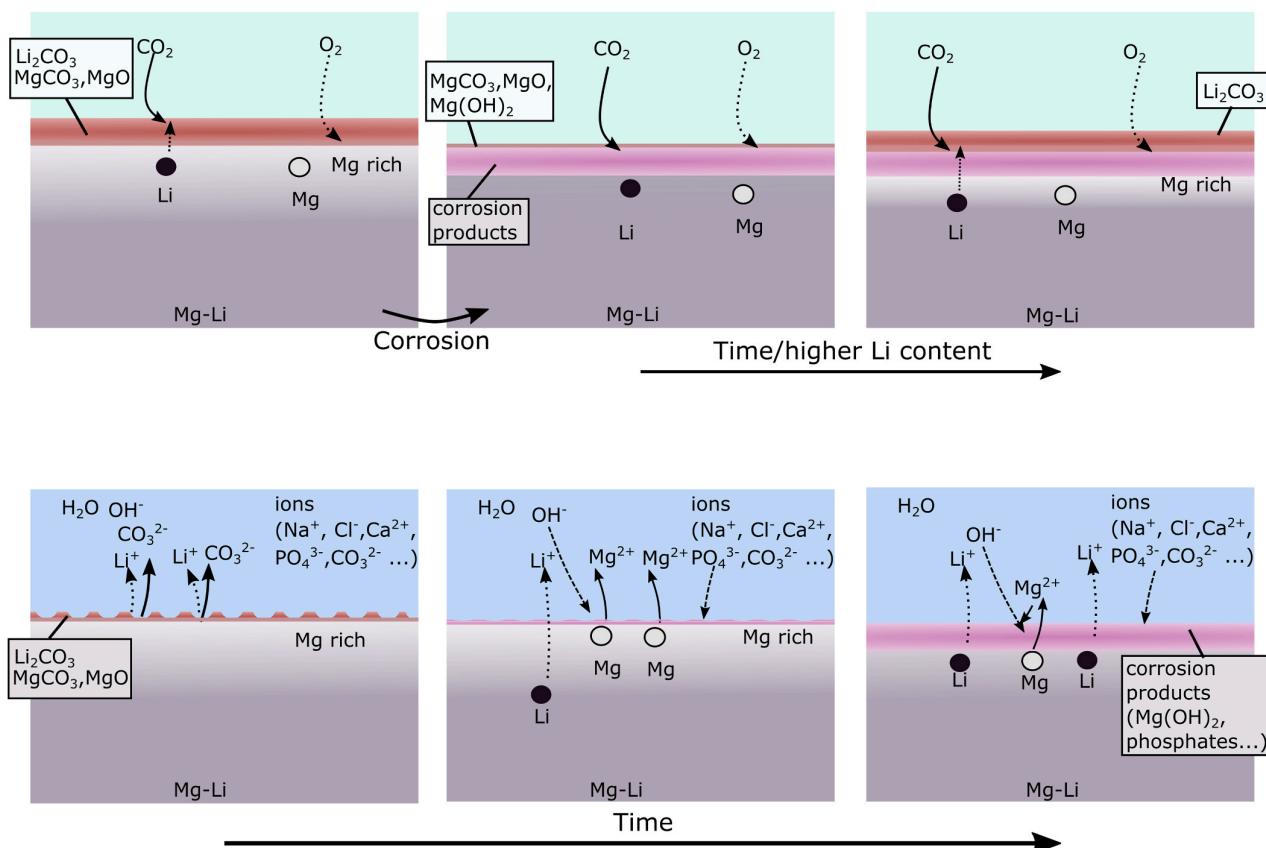 Li₂CO₃
MgCO₃,MgO
CO₂
O₂
Mg rich
Li
Mg
Mg-Li
MgCO₃,MgO,
Mg(OH)₂
CO₂
O₂
corrosion
products
Li
Mg
Mg-Li
CO₂
O₂
Li₂CO₃
Mg rich
Li
Mg
Mg-Li
Corrosion
Time/higher Li content
H₂O OH⁻
CO₃²⁻
Li⁺
Li⁺ CO₃²⁻
ions
(Na⁺, Cl⁻,Ca²⁺,
PO₄³⁻,CO₃²⁻ ...)
Mg rich
Li₂CO₃
MgCO₃,MgO
Mg-Li
H₂O
OH⁻
Li⁺
Mg²⁺
Mg²⁺
ions
(Na⁺, Cl⁻,Ca²⁺,
PO₄³⁻,CO₃²⁻ ...)
Mg rich
Mg
Mg
Li
Mg-Li
H₂O
OH⁻
Li⁺
Mg²⁺
Li⁺
ions
(Na⁺, Cl⁻,Ca²⁺,
PO₄³⁻,CO₃²⁻ ...)
Li
Mg
Li
corrosion
products
(Mg(OH)₂,
phosphates...)
Mg-Li
Time